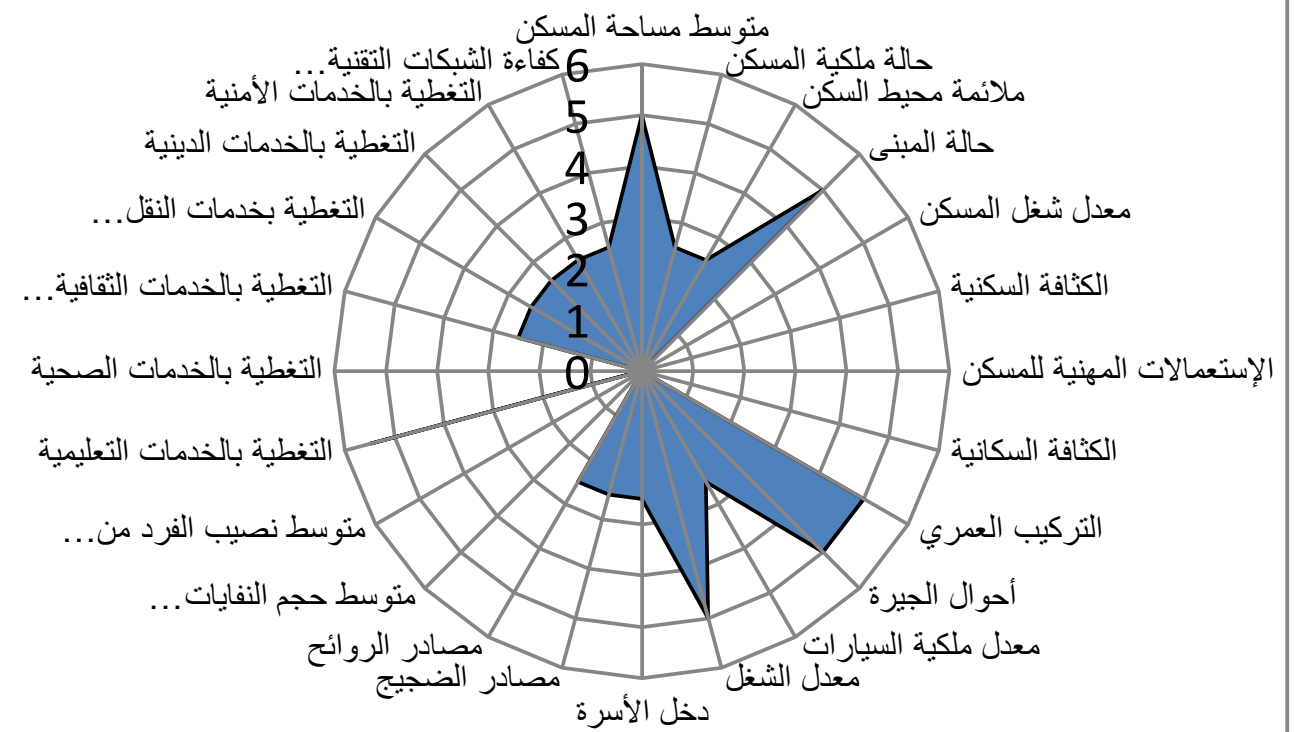 متوسط مساحة المسكن
حالة ملكية المسكن
ملائمة محيط السكن
حالة المبنى
معدل شغل المسكن
الكثافة السكنية
الإستعمالات المهنية للمسكن
الكثافة السكانية
التركيب العمري
أحوال الجيرة
معدل ملكية السيارات
معدل الشغل
دخل الأسرة
مصادر الضجيج
مصادر الروائح
متوسط حجم النفايات…
متوسط نصيب الفرد من…
التغطية بالخدمات التعليمية
التغطية بالخدمات الصحية
التغطية بالخدمات الثقافية…
التغطية بخدمات النقل…
التغطية بالخدمات الدينية
التغطية بالخدمات الأمنية
كفاءة الشبكات التقنية…
6
5
4
3
2
1
0